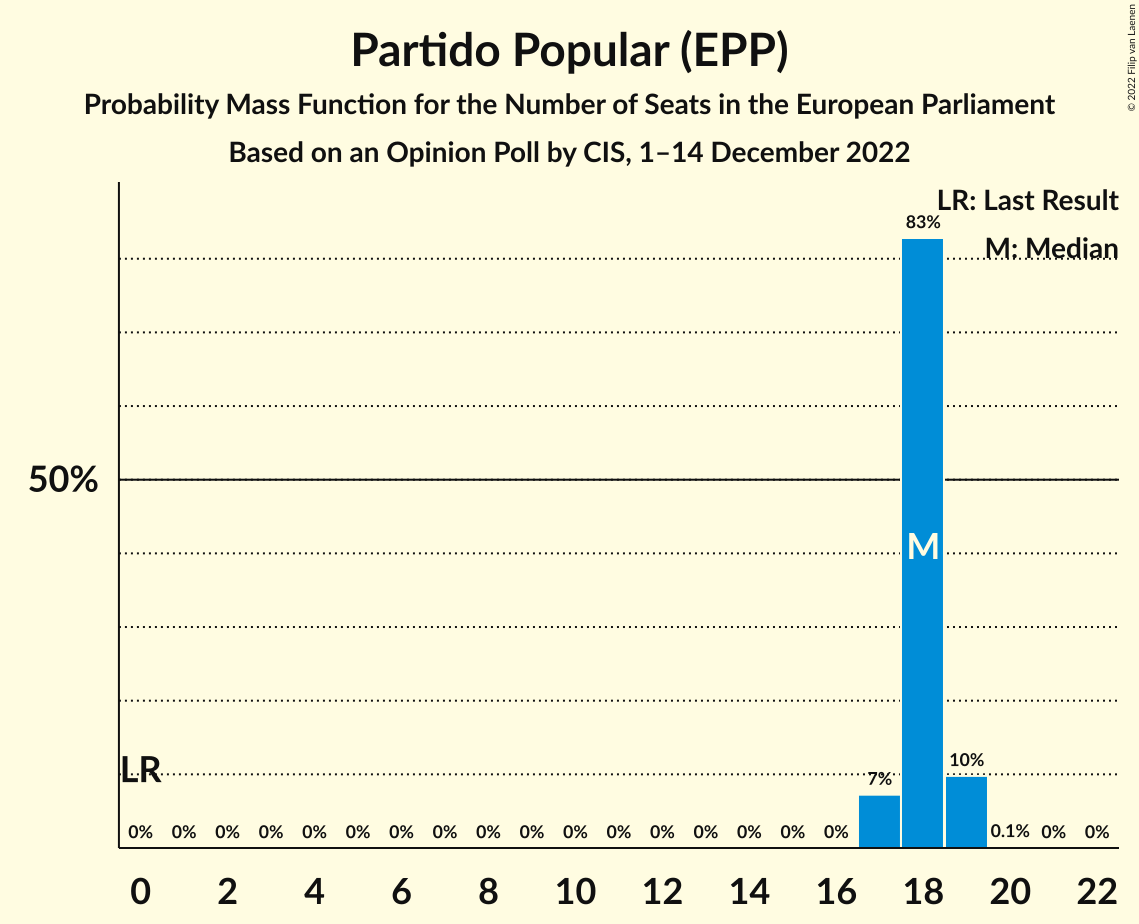 Partido Popular (EPP)
Probability Mass Function for the Number of Seats in the European Parliament
Based on an Opinion Poll by CIS, 1–14 December 2022
© 2022 Filip van Laenen
LR: Last Result
M: Median
83%
50%
M
LR
7%
10%
0% 0% 0% 0% 0% 0% 0% 0% 0% 0% 0% 0% 0% 0% 0% 0% 0% 0.1% 0% 0%
0 2 4 6 8 10 12 14 16 18 20 22